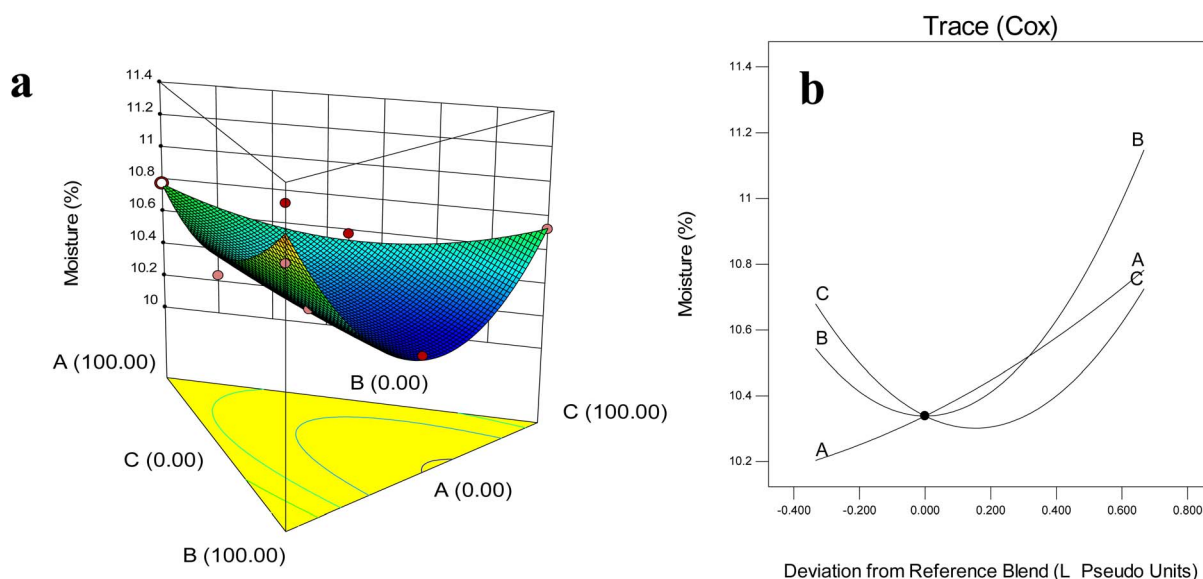 a
11.4
11.2
11
10.8
10.6
10.4
10.2
10
Moisture (%)
A (100.00)
B (0.00)
C (100.00)
C (0.00)
A (0.00)
B (100.00)
Trace (Cox)
b
11.4
11.2
11
10.8
10.6
10.4
10.2
Moisture (%)
B
A
C
C
B
A
-0.400
-0.200
0.000
0.200
0.400
0.600
0.800
Deviation from Reference Blend (L_Pseudo Units)